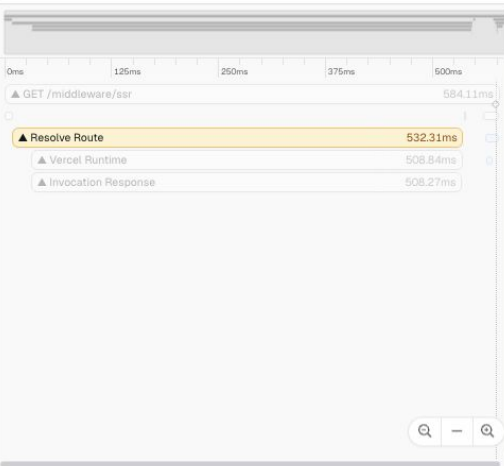 0ms 125ms 250ms 375ms 500ms
GET /middleware/ssr 584.11ms
Resolve Route 532.31ms
Vercel Runtime 508.84ms
Invocation Response 508.27ms